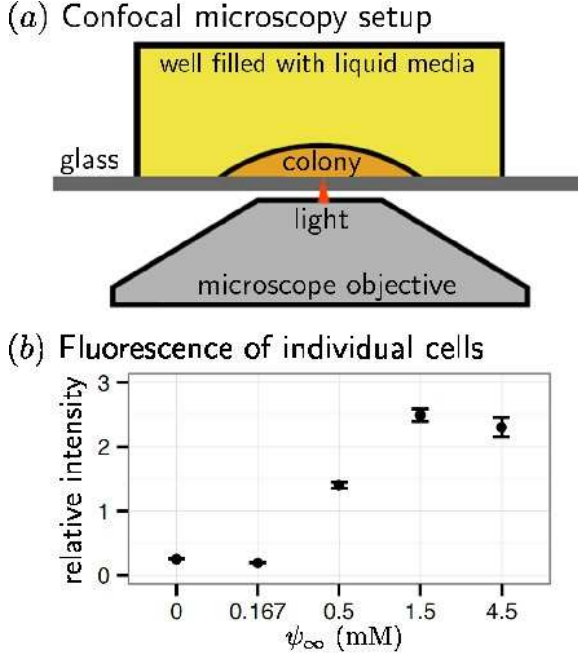 (a) Confocal microscopy setup
well filled with liquid media
glass
colony
light
microscope objective
(b) Fluorescence of individual cells
relative intensity
3
2
1
0
0 0.167 0.5 1.5 4.5
ψ∞ (mM)